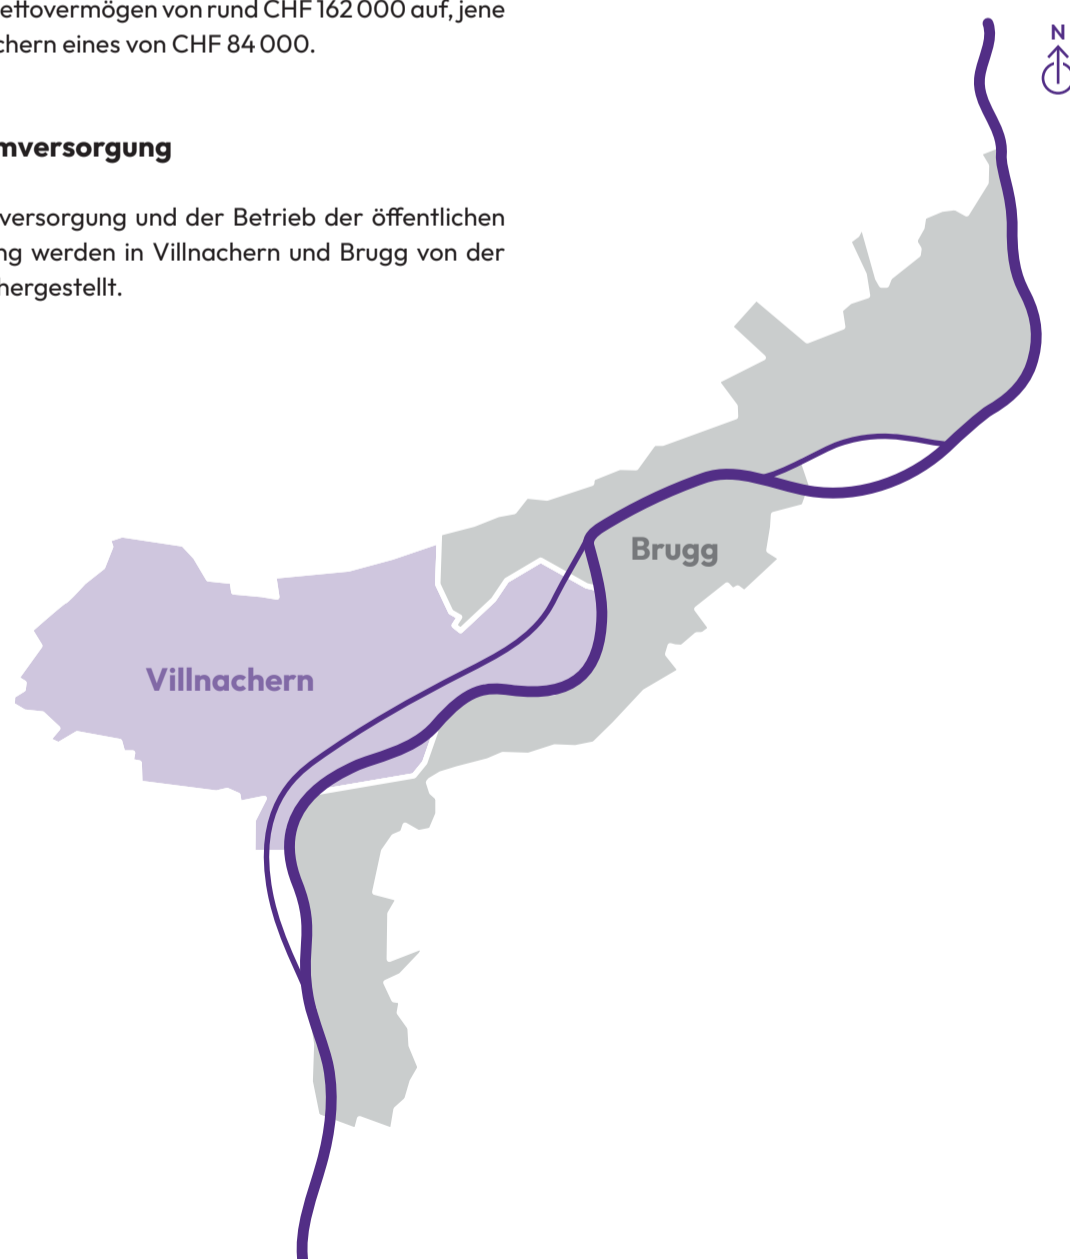 ettovermögen von rund CHF 162 000 auf, jene
chern eines von CHF 84 000.
mversorgung
versorgung und der Betrieb der öffentlichen
ng werden in Villnachern und Brugg von der
hergestellt.
N
Brugg
Villnachern